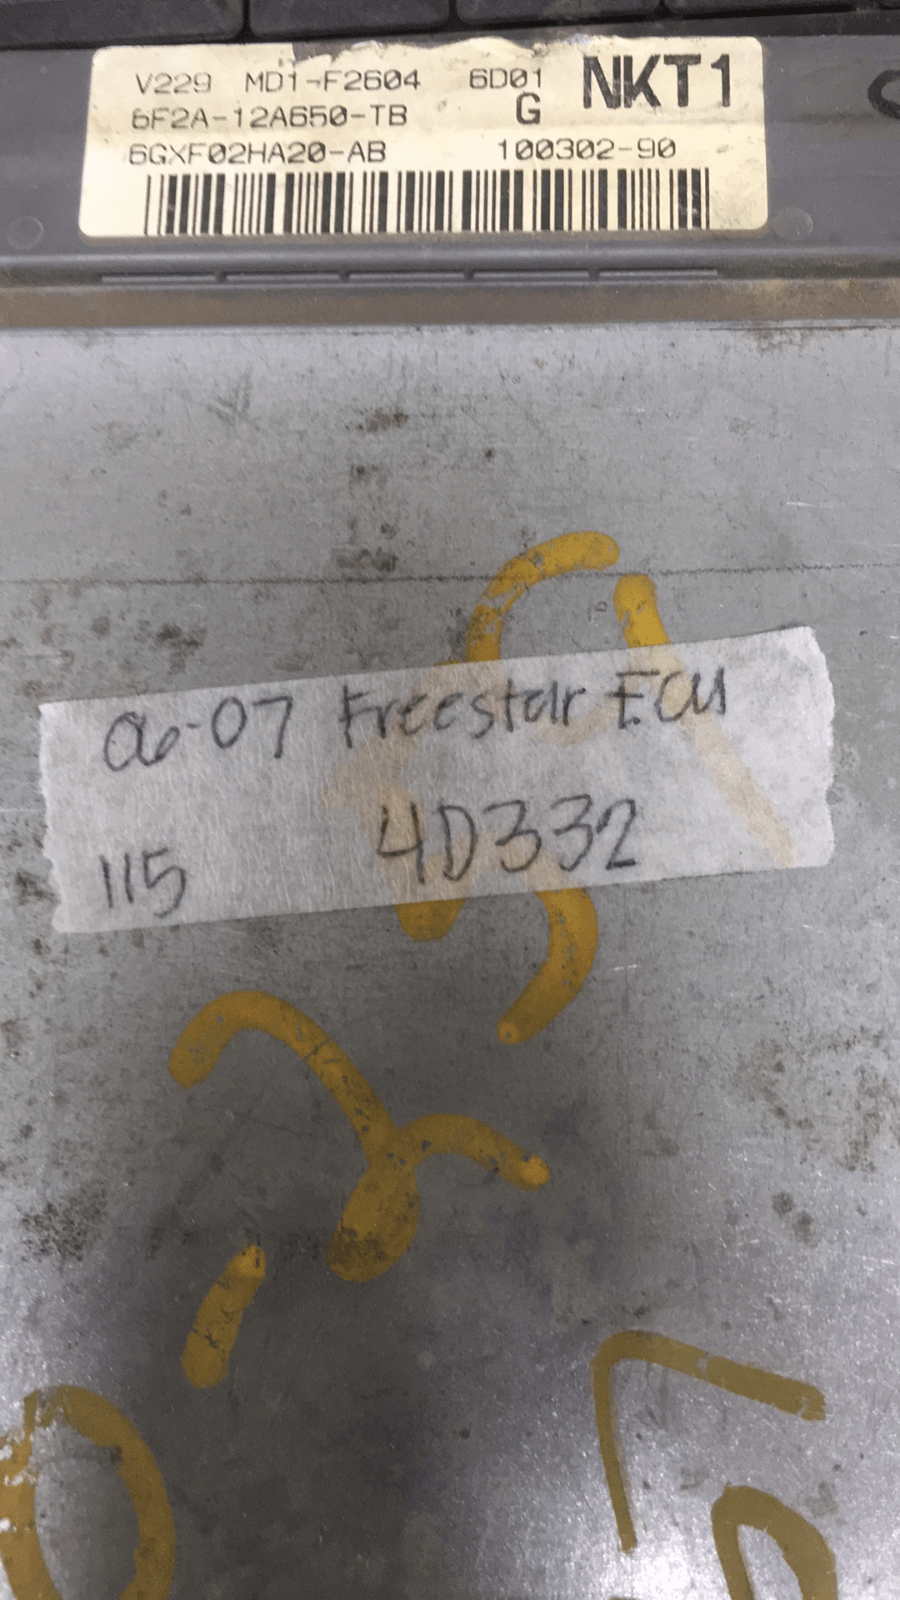 V229 MD1-F2604 6D01 NKT1
6F2A-12A650-TB G
6GXF02HA20-AB 100302-90
06-07 Freestar ECU
115 4D332